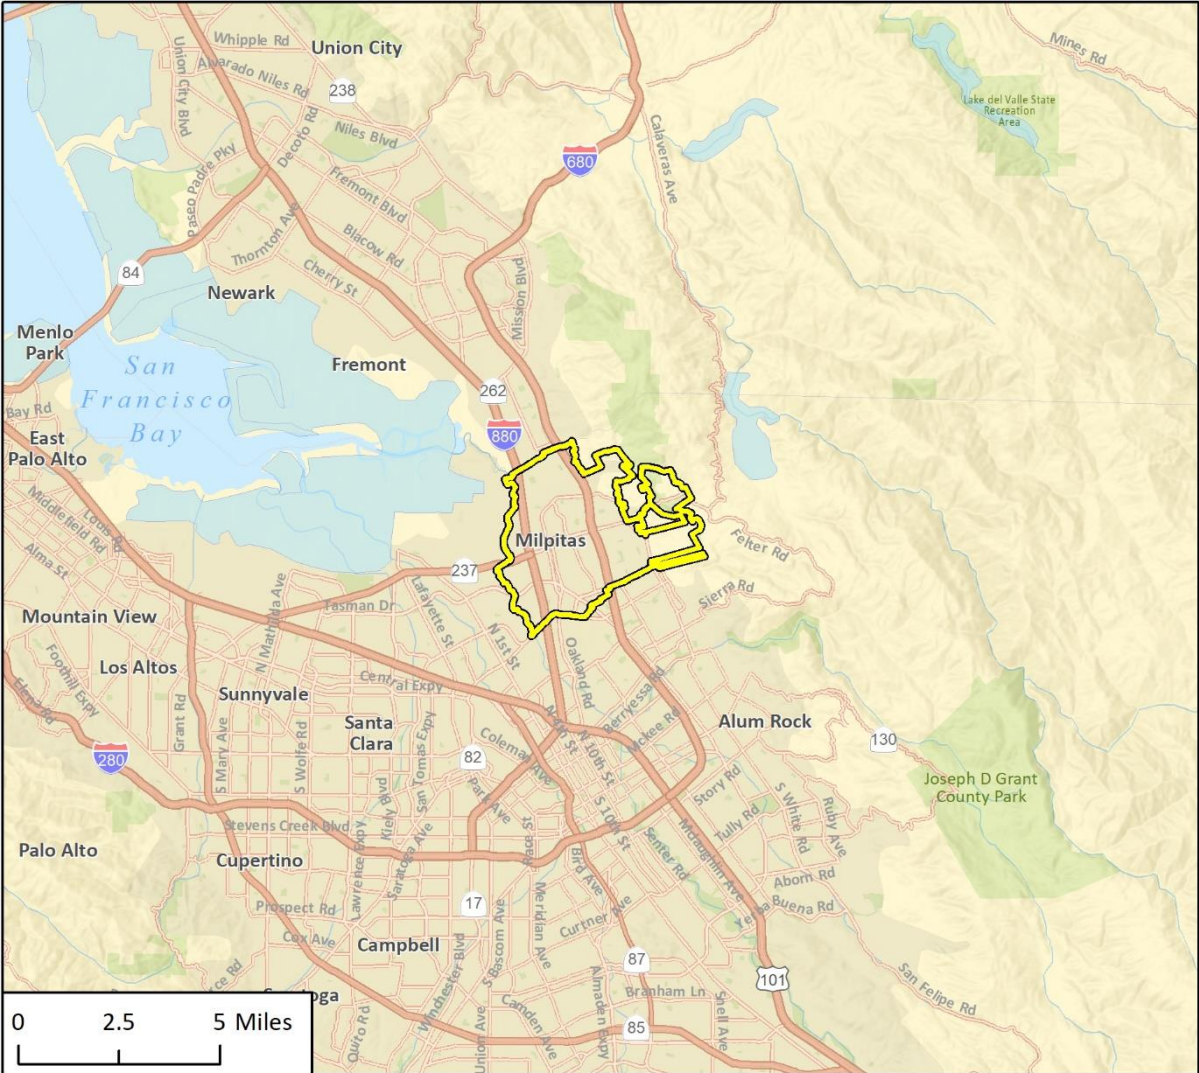 Whipple Rd
Union City
Mines Rd
Union City Blvd
Alvarado Niles Rd
238
Lake del Valle State
Recreation
Area
Decoto Rd
Niles Blvd
Calaveras Ave
680
Paseo Padre Pky
Fremont Blvd
Thornton Ave
Blacow Rd
84
Cherry St
Mission Blvd
Newark
Menlo
Park
San
Francisco
Bay
Fremont
262
Bay Rd
East
Palo Alto
880
Middlefield Rd
Louis Rd
Alma St
Milpitas
Felter Rd
237
Sierra Rd
Tasman Dr
Lafayette St
N Mathilda Ave
Mountain View
N 1st St
Oakland Rd
Foothill Expy
Los Altos
Elena Rd
Sunnyvale
Central Expy
Berryessa Rd
Grant Rd
S Mary Ave
S Wolfe Rd
Santa
Clara
San Tomas Expy
N 4th St
N 10th St
Mckee Rd
Alum Rock
130
280
82
Coleman Ave
Park Ave
Story Rd
Joseph D Grant
County Park
S 10th St
S White Rd
Ruby Ave
Tully Rd
Kiely Blvd
Stevens Creek Blvd
Saratoga Ave
Race St
Senter Rd
Mclaughlin Ave
Palo Alto
Cupertino
Lawrence Expy
Bird Ave
Aborn Rd
17
Meridian Ave
Yerba Buena Rd
Prospect Rd
Curtner Ave
Cox Ave
Campbell
Winchester Blvd
S Bascom Ave
87
101
San Felipe Rd
Branham Ln
Snell Ave
Almaden Expy
Camden Ave
Union Ave
Quito Rd
85
0 2.5 5 Miles